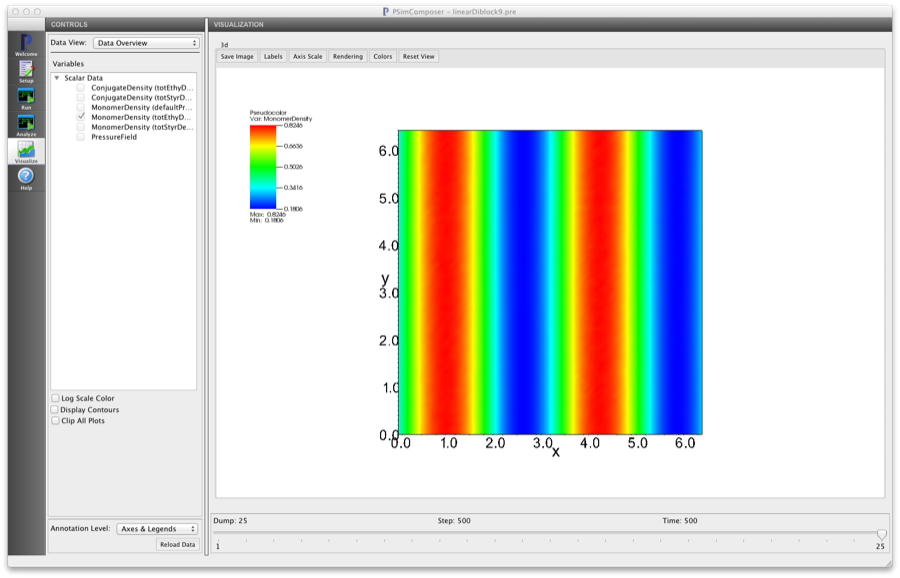 PSimComposer - linearDiblock9.pre
CONTROLS
VISUALIZATION
Welcome
Setup
Run
Analyze
Visualize
Help
Data View: Data Overview
Variables
Scalar Data
ConjugateDensity (totEthyD...
ConjugateDensity (totStyrD...
MonomerDensity (defaultPr...
MonomerDensity (totEthyD...
MonomerDensity (totStyrDe...
PressureField
Log Scale Color
Display Contours
Clip All Plots
Annotation Level: Axes & Legends
Reload Data
3d
Save Image Labels Axis Scale Rendering Colors Reset View
Pseudocolor
Var: MonomerDensity
0.8246
0.6636
0.5026
0.3416
0.1806
Max: 0.8246
Min: 0.1806
6.0
5.0
4.0
y
3.0
2.0
1.0
0.0
0.0 1.0 2.0 3.0 4.0 5.0 6.0
x
Dump: 25 Step: 500 Time: 500
1 25